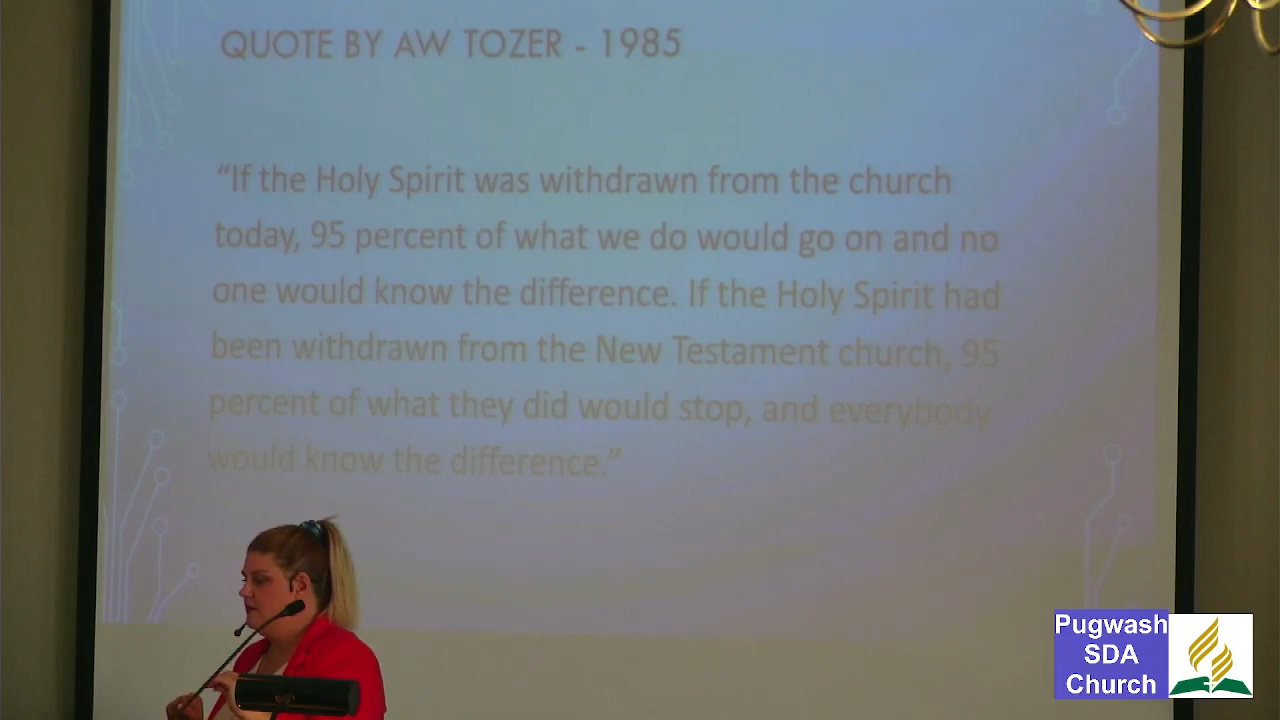 QUOTE BY AW TOZER - 1985
“If the Holy Spirit was withdrawn from the church
today, 95 percent of what we do would go on and no
one would know the difference. If the Holy Spirit had
been withdrawn from the New Testament church, 95
percent of what they did would stop, and everybody
would know the difference.”
Pugwash
SDA
Church